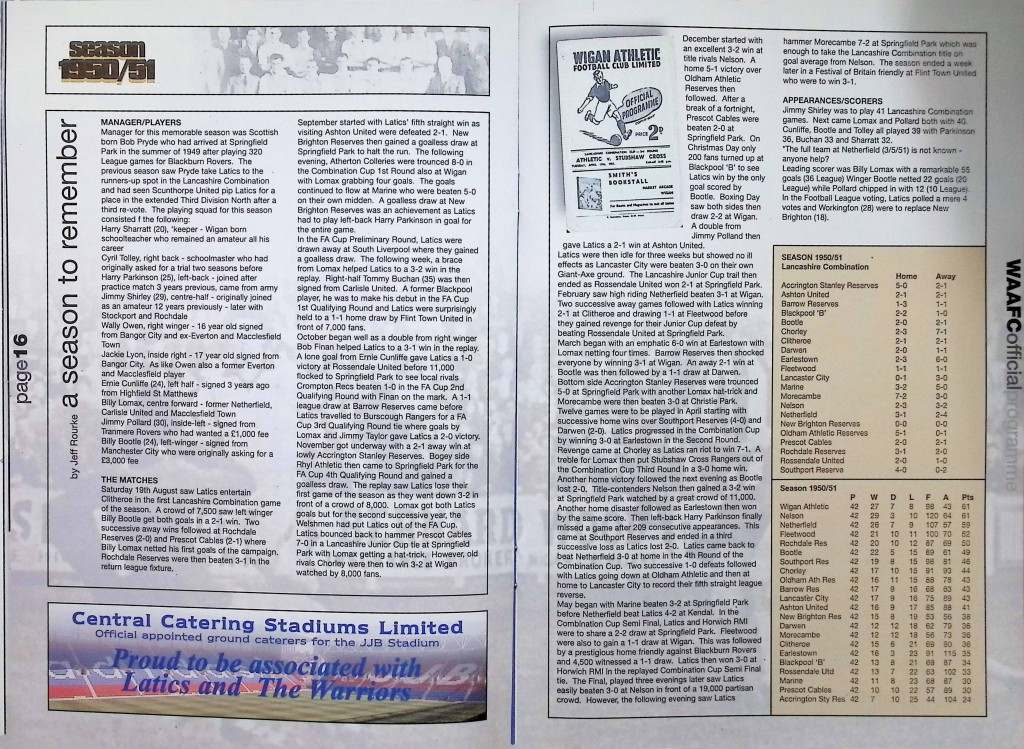 season
1950/51
page16
a season to remember
by Jeff Rourke
MANAGER/PLAYERS
Manager for this memorable season was Scottish
born Bob Pryde who had arrived at Springfield
Park in the summer of 1949 after playing 320
League games for Blackburn Rovers. The
previous season saw Pryde take Latics to the
runners-up spot in the Lancashire Combination
and had seen Scunthorpe United pip Latics for a
place in the extended Third Division North after a
third re-vote. The playing squad for this season
consisted f the following:
Harry Sharratt (20), 'keeper - Wigan born
schoolteacher who remained an amateur all his
career
Cyril Tolley, right back - schoolmaster who had
originally asked for a trial two seasons before
Harry Parkinson (25), left-back - joined after
practice match 3 years previous, came from army
Jimmy Shirley (29), centre-half - originally joined
as an amateur 12 years previously - later with
Stockport and Rochdale
Wally Owen, right winger - 16 year old signed
from Bangor City and ex-Everton and Macclesfield
Town
Jackie Lyon, inside right - 17 year old signed from
Bangor City. As like Owen also a former Everton
and Macclesfield player
Ernie Cunliffe (24), left half - signed 3 years ago
from Highfield St Matthews
Billy Lomax, centre forward - former Netherfield,
Carlisle United and Macclesfield Town
Jimmy Pollard (30), inside-left - signed from
Tranmere Rovers who had wanted a £1,000 fee
Billy Bootle (24), left-winger - signed from
Manchester City who were originally asking for a
£3,000 fee
THE MATCHES
Saturday 19th August saw Latics entertain
Clitheroe in the first Lancashire Combination game
of the season. A crowd of 7,500 saw left winger
Billy Bootle get both goals in a 2-1 win. Two
successive away wins followed at Rochdale
Reserves (2-0) and Prescot Cables (2-1) where
Billy Lomax netted his first goals of the campaign.
Rochdale Reserves were then beaten 3-1 in the
return league fixture.
September started with Latics' fifth straight win as
visiting Ashton United were defeated 2-1. New
Brighton Reserves then gained a goalless draw at
Springfield Park to halt the run. The following
evening, Atherton Colleries were trounced 8-0 in
the Combination Cup 1st Round also at Wigan
with Lomax grabbing four goals. The goals
continued to flow at Marine who were beaten 5-0
on their own midden. A goalless draw at New
Brighton Reserves was an achievement as Latics
had to play left-back Harry Parkinson in goal for
the entire game.
In the FA Cup Preliminary Round, Latics were
drawn away at South Liverpool where they gained
a goalless draw. The following week, a brace
from Lomax helped Latics to a 3-2 win in the
replay. Right-half Tommy Buchan (35) was then
signed from Carlisle United. A former Blackpool
player, he was to make his debut in the FA Cup
1st Qualifying Round and Latics were surprisingly
held to a 1-1 home draw by Flint Town United in
front of 7,000 fans.
October began well as a double from right winger
Bob Finan helped Latics to a 3-1 win in the replay.
A lone goal from Ernie Cunliffe gave Latics a 1-0
victory at Rossendale United before 11,000
flocked to Springfield Park to see local rivals
Crompton Recs beaten 1-0 in the FA Cup 2nd
Qualifying Round with Finan on the mark. A 1-1
league draw at Barrow Reserves came before
Latics travelled to Bursough Rangers for a FA
Cup 3rd Qualifying Round tie where goals by
Lomax and Jimmy Taylor gave Latics a 2-0 victory.
November got underway with a 2-1 away win at
lowly Accrington Stanley Reserves. Bogey side
Rhyl Athletic then came to Springfield Park for the
FA Cup 4th Qualifying Round and gained a
goalless draw. The replay saw Latics lose their
first game of the season as they went down 3-2 in
front of a crowd of 8,000. Lomax got both Latics
goals but for the second successive year, the
Welshmen had put Latics out of the FA Cup.
Latics bounced back to hammer Prescot Cables
7-0 in a Lancashire Junior Cup tie at Springfield
Park with Lomax getting a hat-trick. However, old
rivals Chorley were then to win 3-2 at Wigan
watched by 8,000 fans.
Central Catering Stadiums Limited
Official appointed ground caterers for the JJB Stadium
Proud to be associated with
Latics and The Warriors
WIGAN ATHLETIC
FOOTBALL CLUB LIMITED
OFFICIAL
PROGRAMME
PRICE 2D
ATHLETIC v. STUBSHAW CROSS
SMITH'S
BOOKSTALL
MARKET ARCADE
WIGAN
December started with
an excellent 3-2 win at
title rivals Nelson. A
home 5-1 victory over
Oldham Athletic
Reserves then
followed. After a
break of a fortnight,
Prescot Cables were
beaten 2-0 at
Springfield Park. On
Christmas Day only
200 fans turned up at
Blackpool 'B' to see
Latics win by the only
goal scored by
Bootle. Boxing Day
saw both sides then
draw 2-2 at Wigan.
A double from
Jimmy Pollard then
gave Latics a 2-1 win at Ashton United.
Latics were then idle for three weeks but showed no ill
effects as Lancaster City were beaten 3-0 on their own
Giant-Axe ground. The Lancashire Junior Cup trail then
ended as Rossendale United won 2-1 at Springfield Park.
February saw high riding Netherfield beaten 3-1 at Wigan.
Two successive away games followed with Latics winning
2-1 at Clitheroe and drawing 1-1 at Fleetwood before
they gained revenge for their Junior Cup defeat by
beating Rossendale United at Springfield Park.
March began with an emphatic 6-0 win at Earlestown with
Lomax netting four times. Barrow Reserves then shocked
everyone by winning 3-1 at Wigan. An away 2-1 win at
Bootle was then followed by a 1-1 draw at Darwen.
Bottom side Accrington Stanley Reserves were trounced
5-0 at Springfield Park with another Lomax hat-trick and
Morecambe were then beaten 3-0 at Christie Park.
Twelve games were to be played in April starting with
successive home wins over Southport Reserves (4-0) and
Darwen (2-0). Latics progressed in the Combination Cup
by winning 3-0 at Earlestown in the Second Round.
Revenge came at Chorley as Latics ran riot to win 7-1. A
treble for Lomax then put Stubshaw Cross Rangers out of
the Combination Cup Third Round in a 3-0 home win.
Another home victory followed the next evening as Bootle
lost 2-0. Title-contenders Nelson then gained a 3-2 win
at Springfield Park watched by a great crowd of 11,000.
Another home disaster followed as Earlestown then won
by the same score. Then left-back Harry Parkinson finally
missed a game after 209 consecutive appearances. This
came at Southport Reserves and ended in a third
successive loss as Latics lost 2-0. Latics came back to
beat Netherfield 3-0 at home in the 4th Round of the
Combination Cup. Two successive 1-0 defeats followed
with Latics going down at Oldham Athletic and then at
home to Lancaster City to record their fifth straight league
reverse.
May began with Marine beaten 3-2 at Springfield Park
before Netherfield beat Latics 4-2 at Kendal. In the
Combination Cup Semi Final, Latics and Horwich RMI
were to share a 2-2 draw at Springfield Park. Fleetwood
were also to gain a 1-1 draw at Wigan. This was followed
by a prestigious home friendly against Blackburn Rovers
and 4,500 witnessed a 1-1 draw. Latics then won 3-0 at
Horwich RMI in the replayed Combination Cup Semi Final
tie. The Final, played three evenings later saw Latics
easily beaten 3-0 at Nelson in front of a 19,000 partisan
crowd. However, the following evening saw Latics
hammer Morecambe 7-2 at Springfield Park which was
enough to take the Lancashire Combination title on
goal average from Nelson. The season ended a week
later in a Festival of Britain friendly at Flint Town United
who were to win 3-1.
APPEARANCES/SCORERS
Jimmy Shirley was to play 41 Lancashire Combination
games. Next came Lomax and Pollard both with 40.
Cunliffe, Bootle and Tolley all played 39 with Parkinson
36, Buchan 33 and Sharratt 32.
*The full team at Netherfield (3/5/51) is not known -
anyone help?
Leading scorer was Billy Lomax with a remarkable 55
goals (36 League) Winger Bootle netted 22 goals (20
League) while Pollard chipped in with 12 (10 League).
In the Football League voting, Latics polled a mere 4
votes and Workington (28) were to replace New
Brighton (18).
SEASON 1950/51
Lancashire Combination
Home Away
Accrington Stanley Reserves 5-0 2-1
Ashton United 2-1 2-1
Barrow Reserves 1-3 1-1
Blackpool 'B' 2-2 1-0
Bootle 2-0 2-1
Chorley 2-3 7-1
Clitheroe 2-1 2-1
Darwen 2-0 1-1
Earlestown 2-3 6-0
Fleetwood 1-1 1-1
Lancaster City 0-1 3-0
Marine 3-2 5-0
Morecambe 7-2 3-0
Nelson 2-3 3-2
Netherfield 3-1 2-4
New Brighton Reserves 0-0 0-0
Oldham Athletic Reserves 5-1 0-1
Prescot Cables 2-0 2-1
Rochdale Reserves 3-1 2-0
Rossendale United 2-0 1-0
Southport Reserve 4-0 0-2
Season 1950/51
P W D L F A Pts
Wigan Athletic 42 27 7 8 98 43 61
Nelson 42 29 3 10 120 64 61
Netherfield 42 26 7 9 107 57 59
Fleetwood 42 21 10 11 100 70 52
Rochdale Res 42 20 10 12 87 69 50
Bootle 42 22 5 15 89 61 49
Southport Res 42 19 8 15 98 81 46
Chorley 42 17 10 15 91 93 44
Oldham Ath Res 42 16 11 15 88 78 43
Barrow Res 42 17 9 16 68 63 43
Lancaster City 42 17 9 16 75 89 43
Ashton United 42 16 9 17 85 88 41
New Brighton Res 42 15 8 19 53 56 38
Darwen 42 12 12 18 62 79 36
Morecambe 42 12 12 18 56 73 36
Clitheroe 42 15 6 21 69 90 36
Earlestown 42 16 3 23 91 115 35
Blackpool 'B' 42 13 8 21 69 87 34
Rossendale Utd 42 13 7 22 63 102 33
Marine 42 11 8 23 68 87 30
Prescot Cables 42 10 10 22 57 89 30
Accrington Sty Res 42 7 10 25 44 104 24
WAAFCofficialprogramme